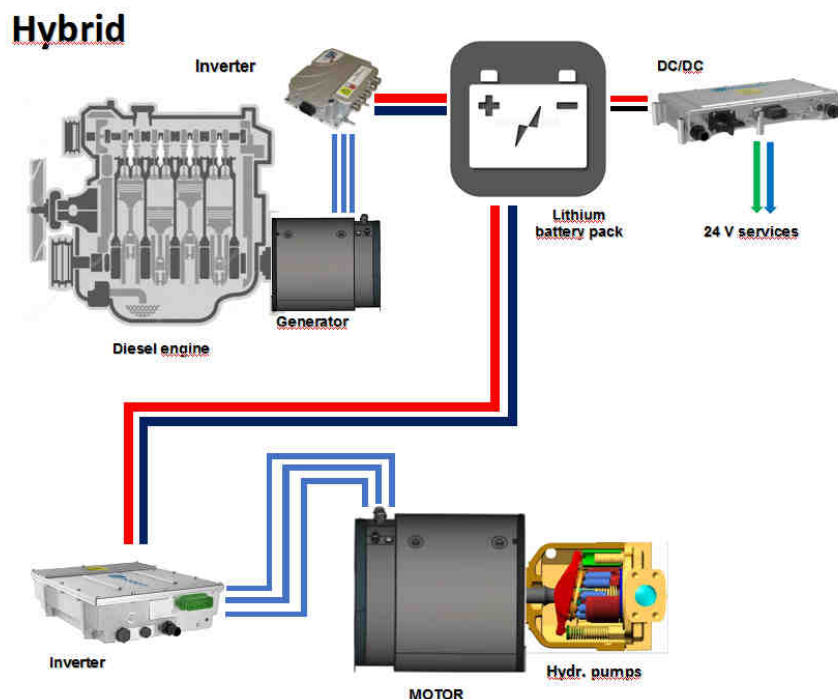 Hybrid
Inverter
DC/DC
Lithium
battery pack
24 V services
Generator
Diesel engine
Inverter
Hydr. pumps
MOTOR